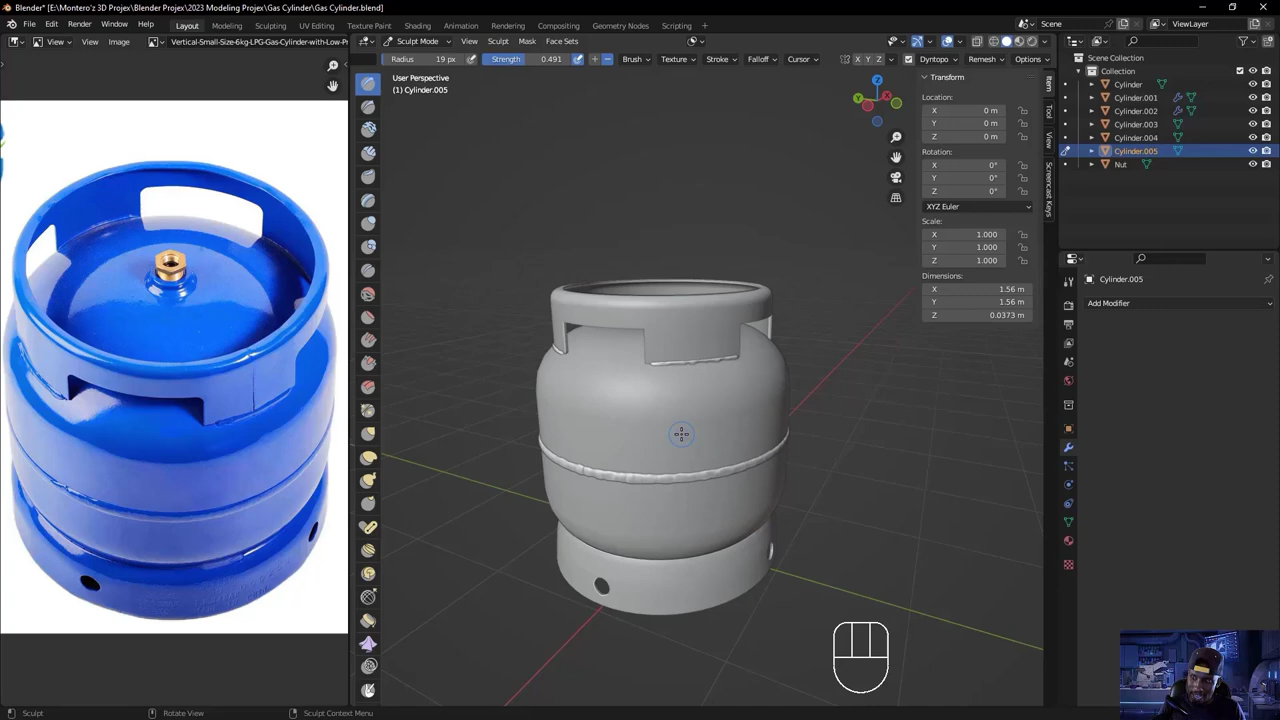 Blender* [E:\Montero'z 3D Projex\Blender Projex\2023 Modeling Projex\Gas Cylinder\Gas Cylinder.blend]
File Edit Render Window Help Layout Modeling Sculpting UV Editing Texture Paint Shading Animation Rendering Compositing Geometry Nodes Scripting + Scene ViewLayer
View View Image Vertical-Small-Size-6kg-LPG-Gas-Cylinder-with-Low-Pr Sculpt Mode View Sculpt Mask Face Sets
Radius 19 px Strength 0.491 + − Brush Texture Stroke Falloff Cursor X Y Z Dyntopo Remesh Options
User Perspective
(1) Cylinder.005
Z
Y
X
Transform
Location:
X 0 m
Y 0 m
Z 0 m
Rotation:
X 0°
Y 0°
Z 0°
XYZ Euler
Scale:
X 1.000
Y 1.000
Z 1.000
Dimensions:
X 1.56 m
Y 1.56 m
Z 0.0373 m
Item
Tool
View
Screencast Keys
Scene Collection
Collection
Cylinder
Cylinder.001
Cylinder.002
Cylinder.003
Cylinder.004
Cylinder.005
Nut
Cylinder.005
Add Modifier
Sculpt Rotate View Sculpt Context Menu